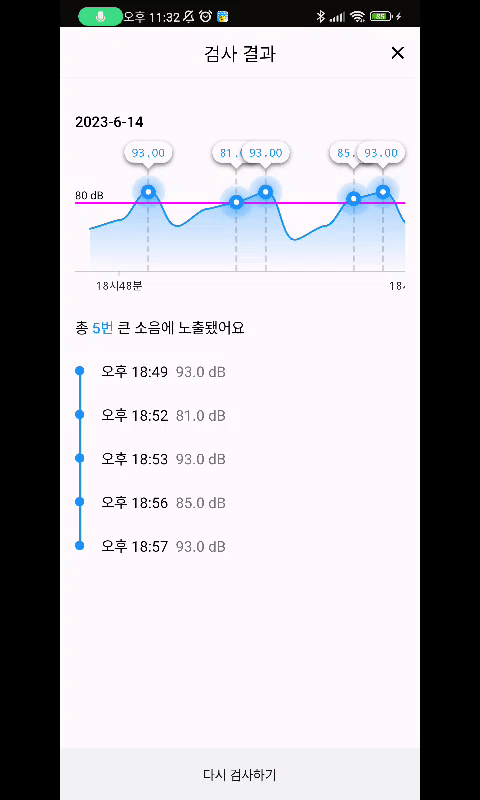 오후 11:32 85
검사 결과
2023-6-14
93.00 81. 93.00 85. 93.00
80 dB
18시48분 18
총 5번 큰 소음에 노출됐어요
오후 18:49 93.0 dB
오후 18:52 81.0 dB
오후 18:53 93.0 dB
오후 18:56 85.0 dB
오후 18:57 93.0 dB
다시 검사하기